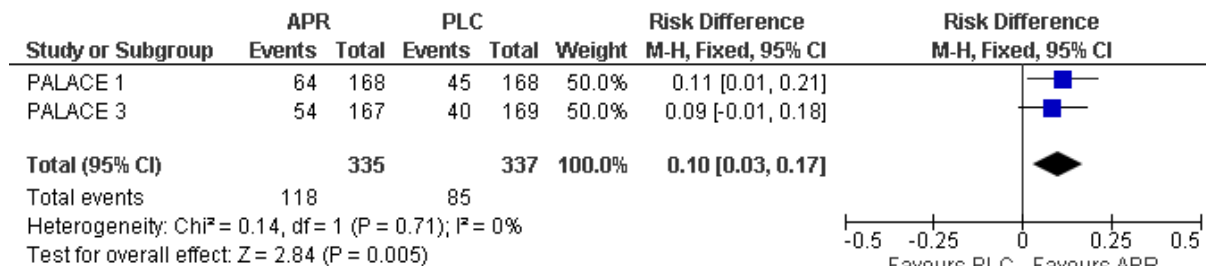 APR PLC Risk Difference Risk Difference
Study or Subgroup Events Total Events Total Weight M-H, Fixed, 95% CI M-H, Fixed, 95% CI
PALACE 1 64 168 45 168 50.0% 0.11 [0.01, 0.21]
PALACE 3 54 167 40 169 50.0% 0.09 [-0.01, 0.18]
Total (95% CI) 335 337 100.0% 0.10 [0.03, 0.17]
Total events 118 85
Heterogeneity: Chi² = 0.14, df = 1 (P = 0.71); I² = 0%
Test for overall effect: Z = 2.84 (P = 0.005)
-0.5 -0.25 0 0.25 0.5
Favours PLC Favours APR